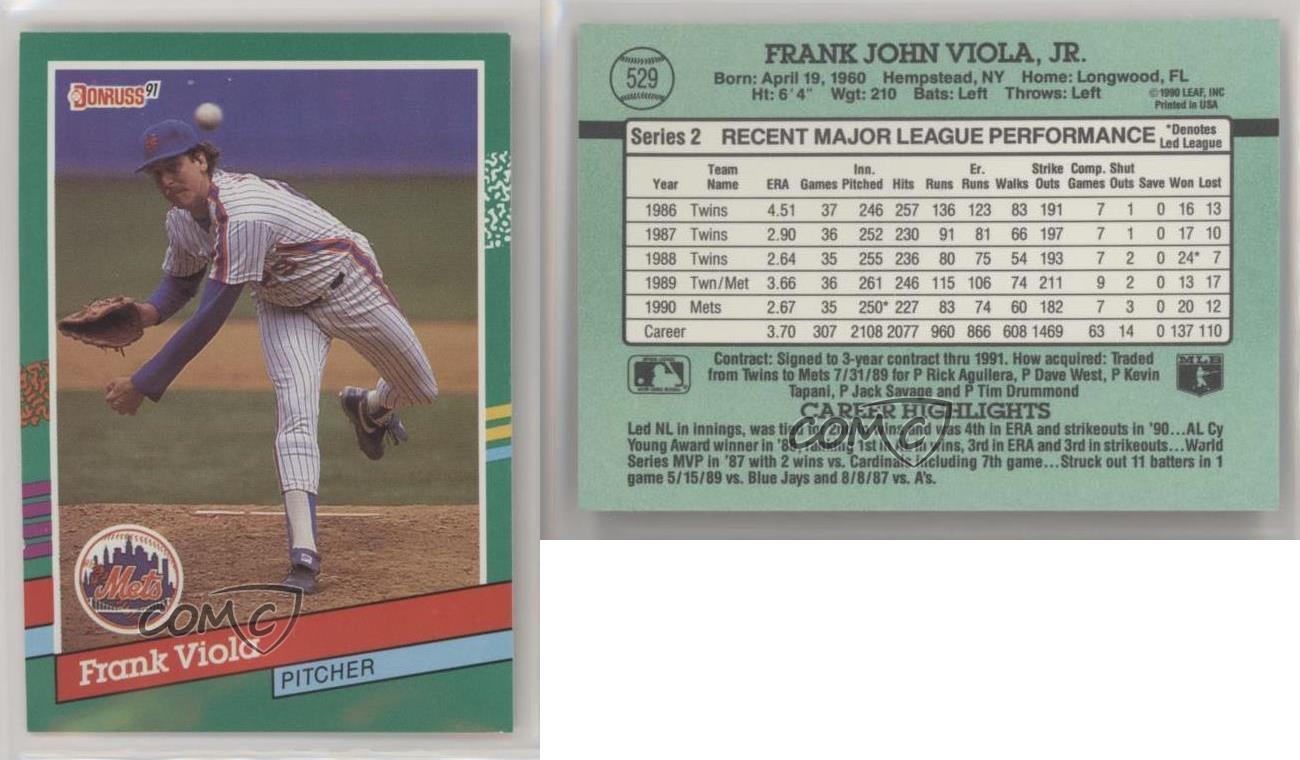 DONRUSS 91
Mets
COMC
Frank Viola
PITCHER
529
FRANK JOHN VIOLA, JR.
Born: April 19, 1960 Hempstead, NY Home: Longwood, FL
Ht: 6'4" Wgt: 210 Bats: Left Throws: Left
©1990 LEAF, INC
Printed in USA
Series 2 RECENT MAJOR LEAGUE PERFORMANCE *Denotes Led League
Year Team Name ERA Games Inn. Pitched Hits Runs Er. Runs Walks Strike Outs Comp. Games Shut Outs Save Won Lost
1986 Twins 4.51 37 246 257 136 123 83 191 7 1 0 16 13
1987 Twins 2.90 36 252 230 91 81 66 197 7 1 0 17 10
1988 Twins 2.64 35 255 236 80 75 54 193 7 2 0 24* 7
1989 Twn/Met 3.66 36 261 246 115 106 74 211 9 2 0 13 17
1990 Mets 2.67 35 250* 227 83 74 60 182 7 3 0 20 12
Career 3.70 307 2108 2077 960 866 608 1469 63 14 0 137 110
Contract: Signed to 3-year contract thru 1991. How acquired: Traded
from Twins to Mets 7/31/89 for P Rick Aguilera, P Dave West, P Kevin
Tapani, P Jack Savage and P Tim Drummond
MLB
CAREER HIGHLIGHTS
COMC
Led NL in innings, was tied for 2nd in wins and was 4th in ERA and strikeouts in '90...AL Cy
Young Award winner in '88, ranking 1st in AL in wins, 3rd in ERA and 3rd in strikeouts...World
Series MVP in '87 with 2 wins vs. Cardinals including 7th game...Struck out 11 batters in 1
game 5/15/89 vs. Blue Jays and 8/8/87 vs. A's.